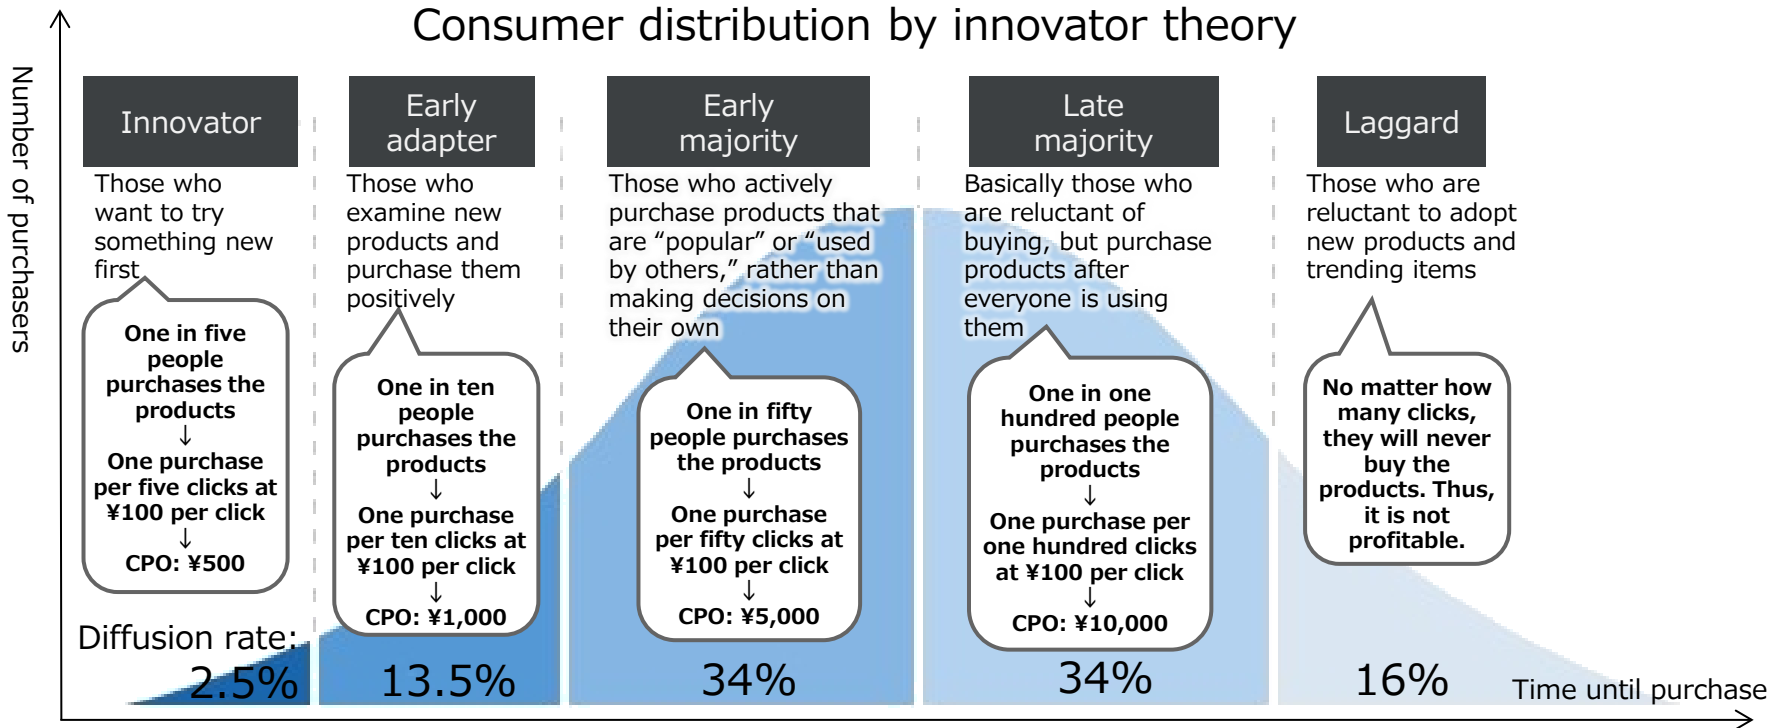 Consumer distribution by innovator theory
Number of purchasers
Innovator
Those who
want to try
something new
first
One in five
people
purchases the
products
↓
One purchase
per five clicks at
¥100 per click
↓
CPO: ¥500
Early
adapter
Those who
examine new
products and
purchase them
positively
One in ten
people
purchases the
products
↓
One purchase
per ten clicks at
¥100 per click
↓
CPO: ¥1,000
Early
majority
Those who actively
purchase products that
are “popular” or “used
by others,” rather than
making decisions on
their own
One in fifty
people purchases
the products
↓
One purchase
per fifty clicks at
¥100 per click
↓
CPO: ¥5,000
Late
majority
Basically those who
are reluctant of
buying, but purchase
products after
everyone is using
them
One in one
hundred people
purchases the
products
↓
One purchase per
one hundred clicks
at ¥100 per click
↓
CPO: ¥10,000
Laggard
Those who are
reluctant to adopt
new products and
trending items
No matter how
many clicks,
they will never
buy the
products. Thus,
it is not
profitable.
Diffusion rate:
2.5%
13.5%
34%
34%
16%
Time until purchase